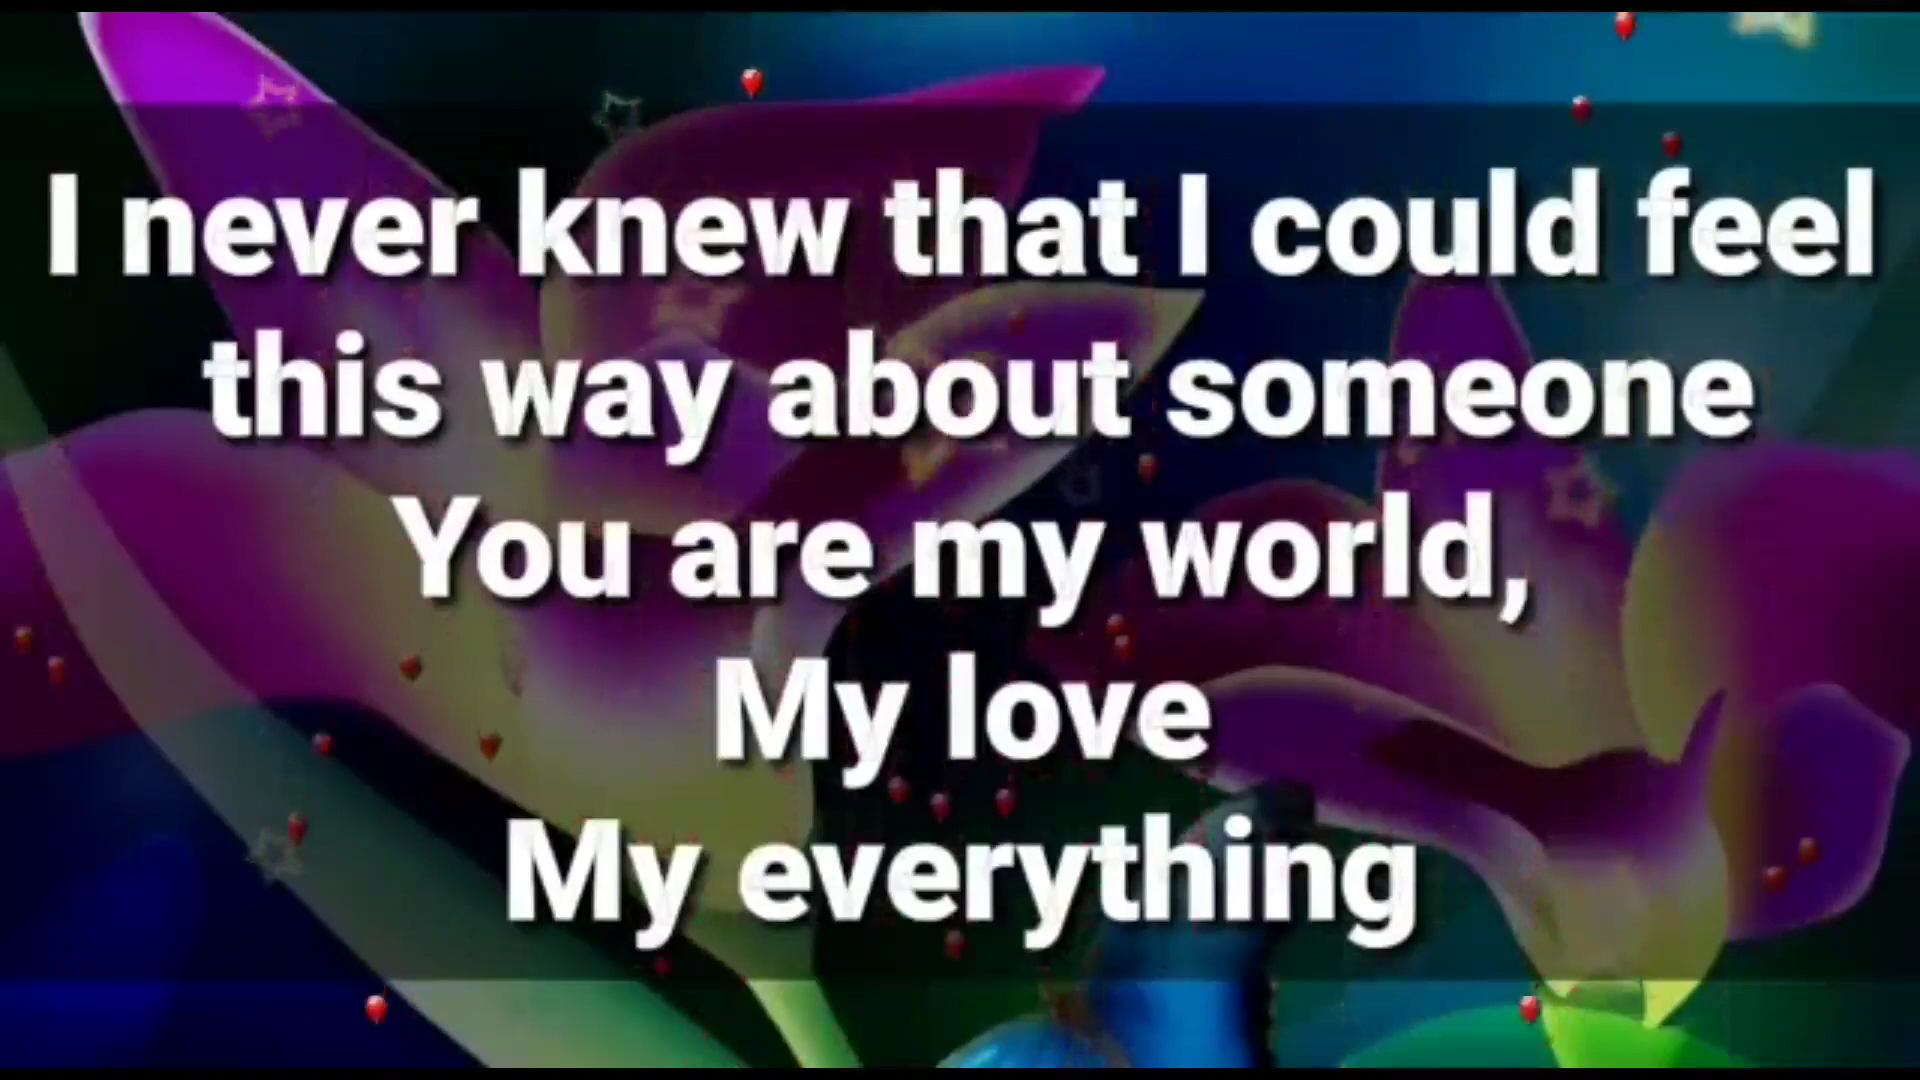 I never knew that I could feel
this way about someone
You are my world,
My love
My everything